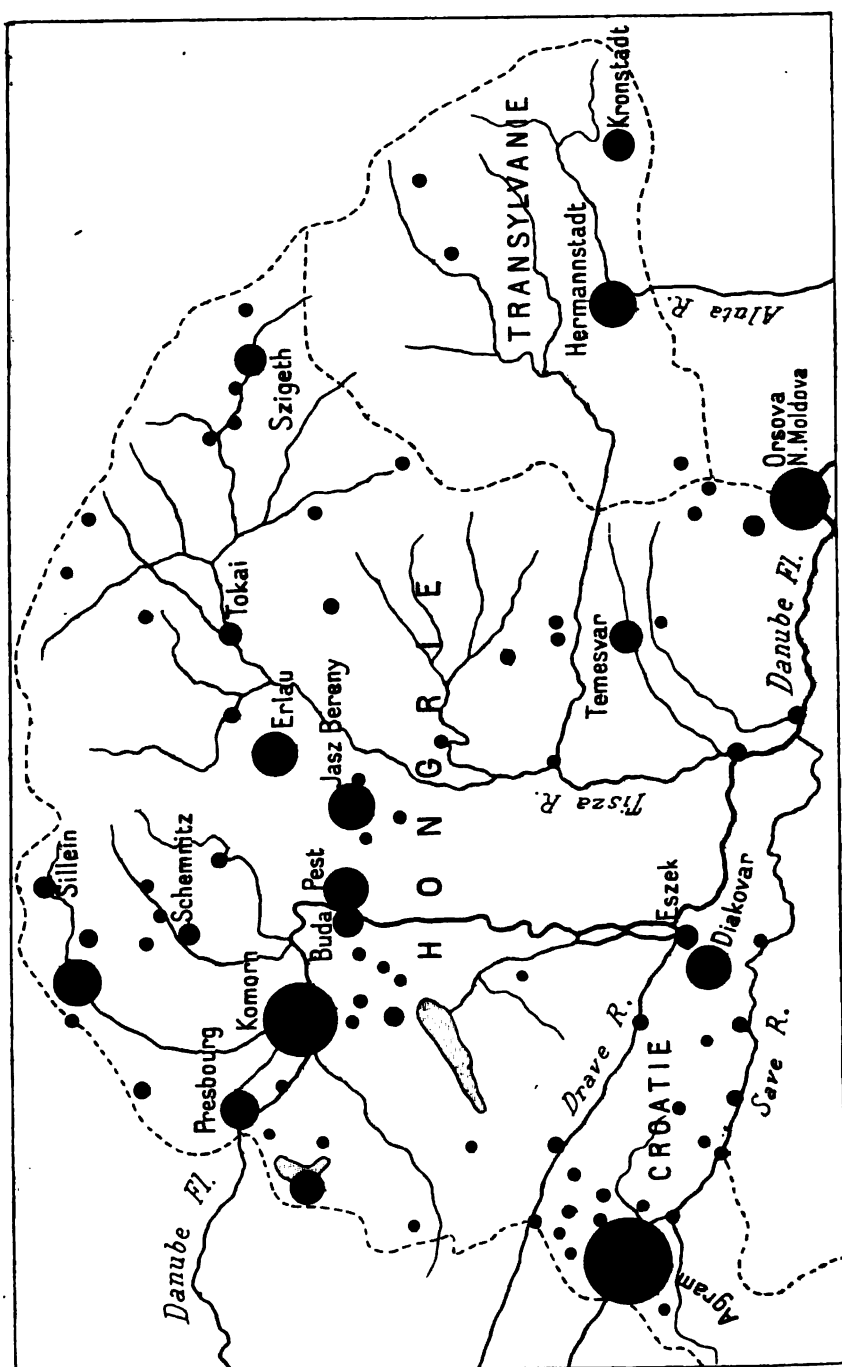 Danube Fl.
Presbourg
Komorn
Sillein
Schemnitz
Buda
Pest
Erlau
Jasz Bereny
Tokai
Szigeth
HONGRIE
TRANSYLVANIE
Kronstadt
Hermannstadt
Aluta R.
Temesvar
Orsova
N. Moldova
Tisza R.
Danube Fl.
Eszek
Diakovar
Drave R.
CROATIE
Save R.
Agram